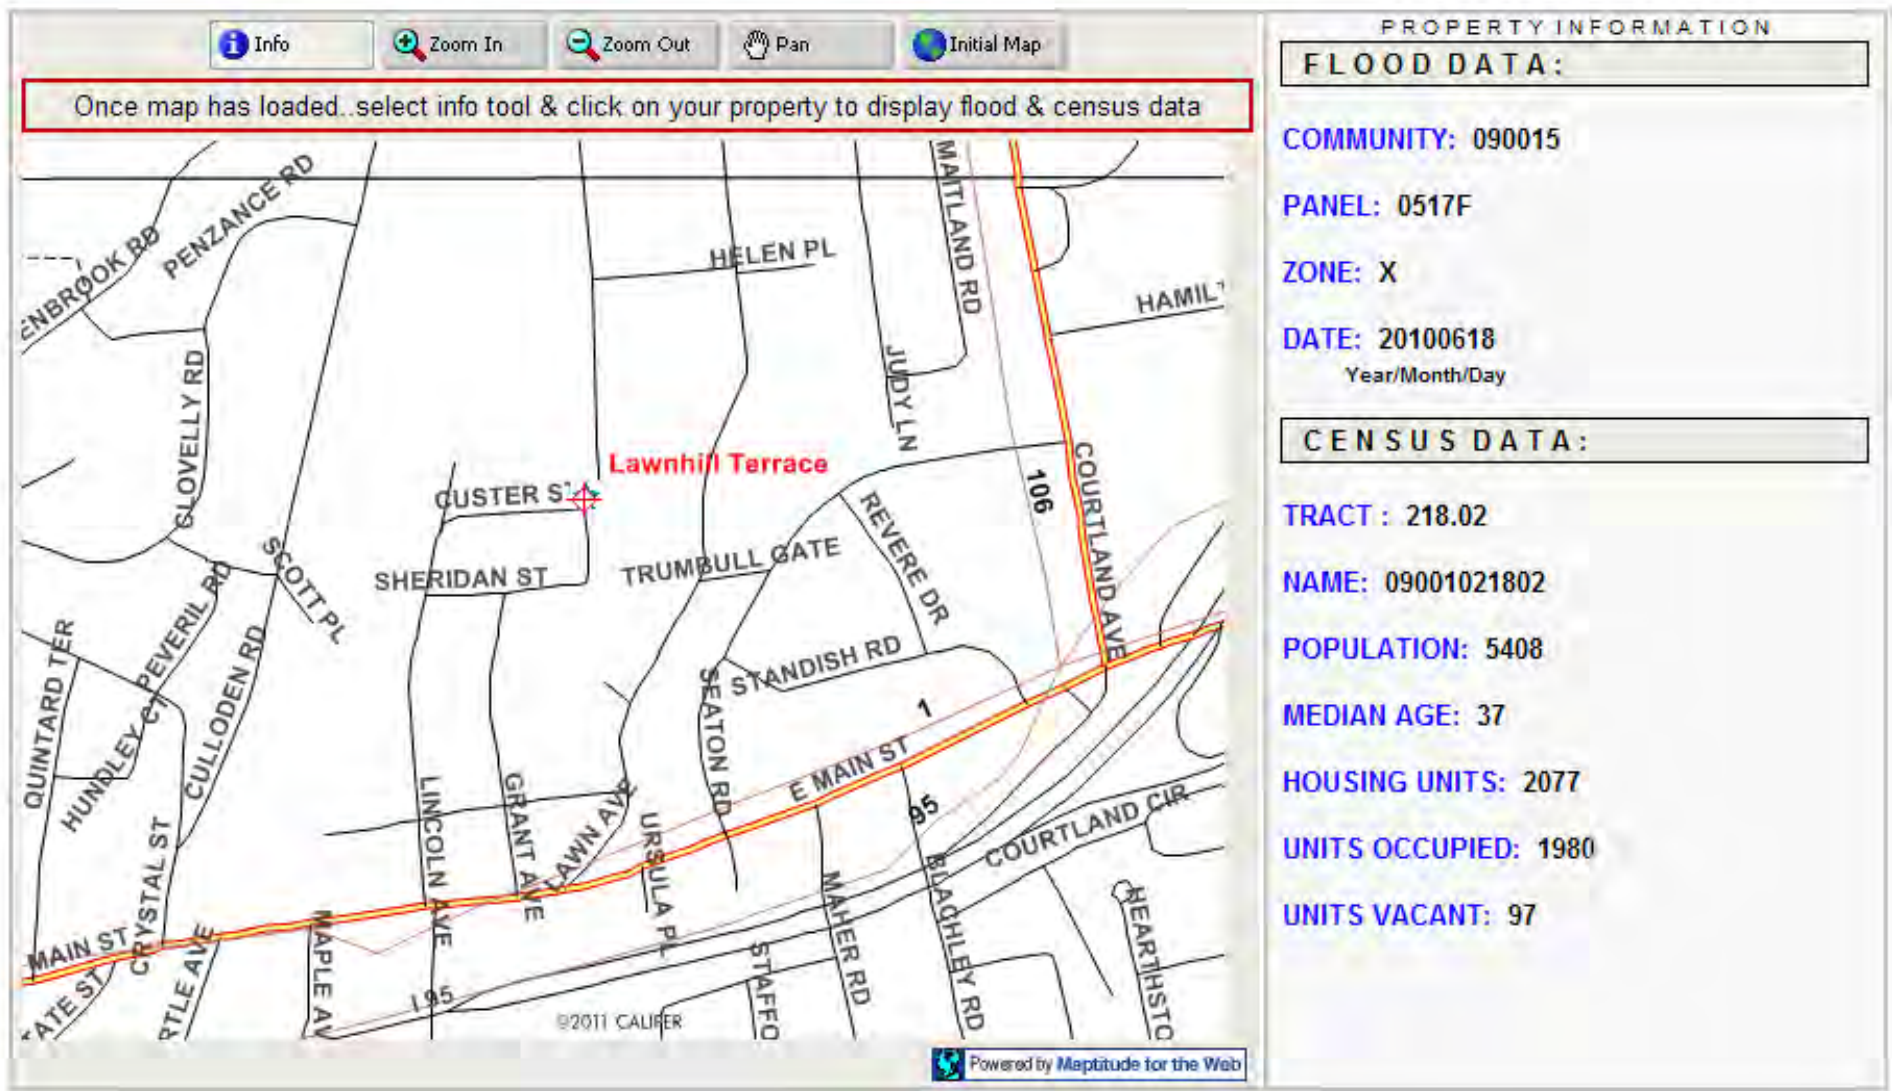 Info
Zoom In
Zoom Out
Pan
Initial Map
Once map has loaded..select info tool & click on your property to display flood & census data
PENZANCE RD
ENBROOK RD
MAITLAND RD
HELEN PL
HAMIL
CLOVELLY RD
JUDY LN
Lawnhill Terrace
CUSTER ST
COURTLAND AVE
106
REVERE DR
SCOTT PL
TRUMBULL GATE
SHERIDAN ST
PEVERIL RD
QUINTARD TER
HUNDLEY CT
CULLODEN RD
STANDISH RD
SEATON RD
1
E MAIN ST
LINCOLN AVE
GRANT AVE
LAWN AVE
URSULA PL
95
COURTLAND CIR
CRYSTAL ST
MAPLE AV
MAHER RD
BLACHLEY RD
HEARTHSTO
MAIN ST
TATE ST
RTLE AVE
I 95
STAFFO
©2011 CALIPER
Powered by Maptitude for the Web
PROPERTY INFORMATION
FLOOD DATA:
COMMUNITY: 090015
PANEL: 0517F
ZONE: X
DATE: 20100618
Year/Month/Day
CENSUS DATA:
TRACT : 218.02
NAME: 09001021802
POPULATION: 5408
MEDIAN AGE: 37
HOUSING UNITS: 2077
UNITS OCCUPIED: 1980
UNITS VACANT: 97